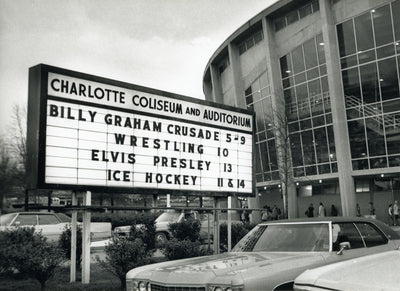 CHARLOTTE COLISEUM AND AUDITORIUM
BILLY GRAHAM CRUSADE 5-9
WRESTLING 10
ELVIS PRESLEY 13
ICE HOCKEY 11 & 14